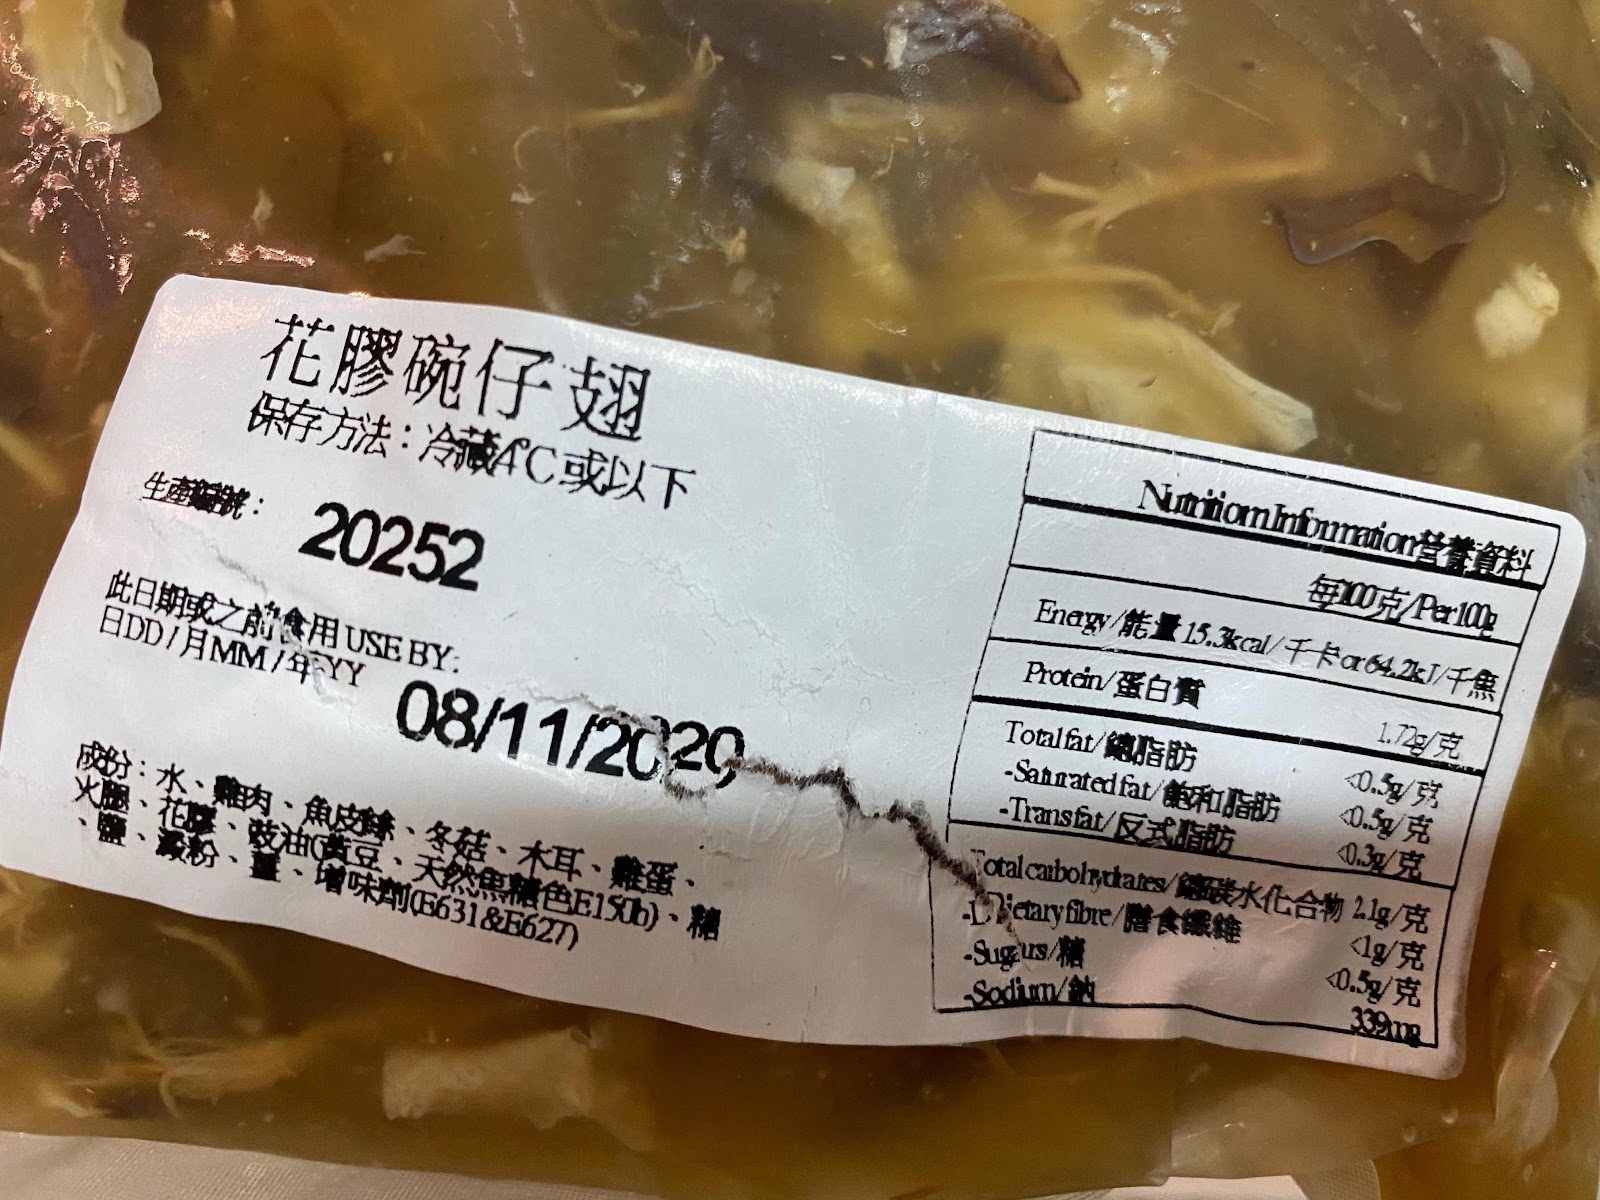 花膠碗仔翅
保存方法：冷藏4℃或以下
生產編號：
20252
此日期或之前食用 USE BY:
日DD / 月MM / 年YY
08/11/2020
成份：水、雞肉、魚皮絲、冬菇、木耳、雞蛋、
火腿、花膠、豉油(黃豆、天然焦糖色E150b)、糖
、鹽、澱粉、薑、增味劑(E631&E627)
Nutrition Information營養資料
每100克/Per100g
Energy/能量 15.3kcal/千卡 or 64.2kJ/千焦
Protein/蛋白質 1.72g/克
Total fat/總脂肪 <0.5g/克
-Saturated fat/飽和脂肪 <0.5g/克
-Trans fat/反式脂肪 <0.3g/克
Total carbohydrates/總碳水化合物 2.1g/克
-Dietary fibre/膳食纖維 <1g/克
-Sugars/糖 <0.5g/克
-Sodium/鈉 339mg